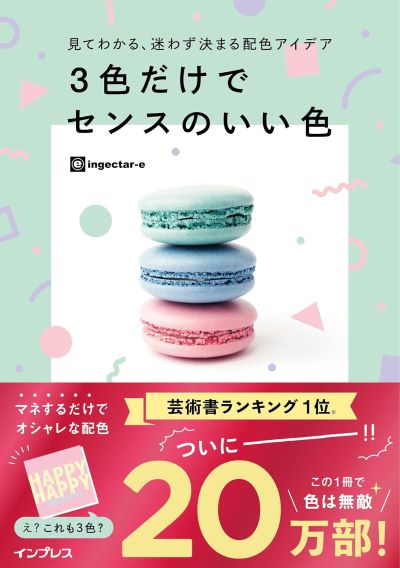 見てわかる、迷わず決まる配色アイデア
3色だけで
センスのいい色
e ingectar-e
マネするだけで
オシャレな配色
芸術書ランキング1位。
ついに――!!
HAPPY
HAPPY
え?これも3色?
20万部!
この1冊で
色は無敵
インプレス